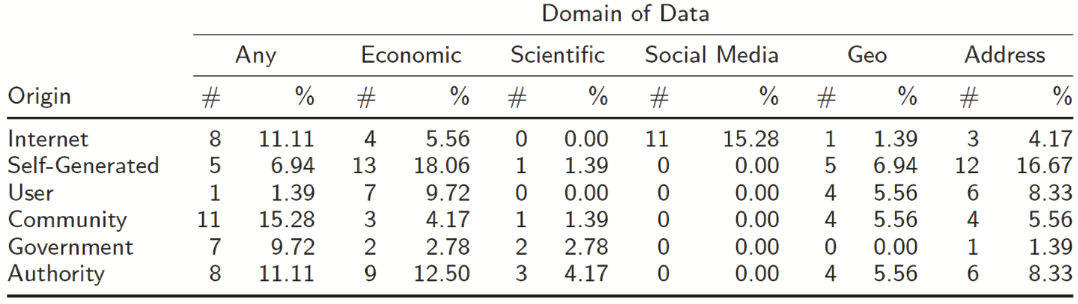 Domain of Data
Any Economic Scientific Social Media Geo Address
Origin # % # % # % # % # % # %
Internet 8 11.11 4 5.56 0 0.00 11 15.28 1 1.39 3 4.17
Self-Generated 5 6.94 13 18.06 1 1.39 0 0.00 5 6.94 12 16.67
User 1 1.39 7 9.72 0 0.00 0 0.00 4 5.56 6 8.33
Community 11 15.28 3 4.17 1 1.39 0 0.00 4 5.56 4 5.56
Government 7 9.72 2 2.78 2 2.78 0 0.00 0 0.00 1 1.39
Authority 8 11.11 9 12.50 3 4.17 0 0.00 4 5.56 6 8.33